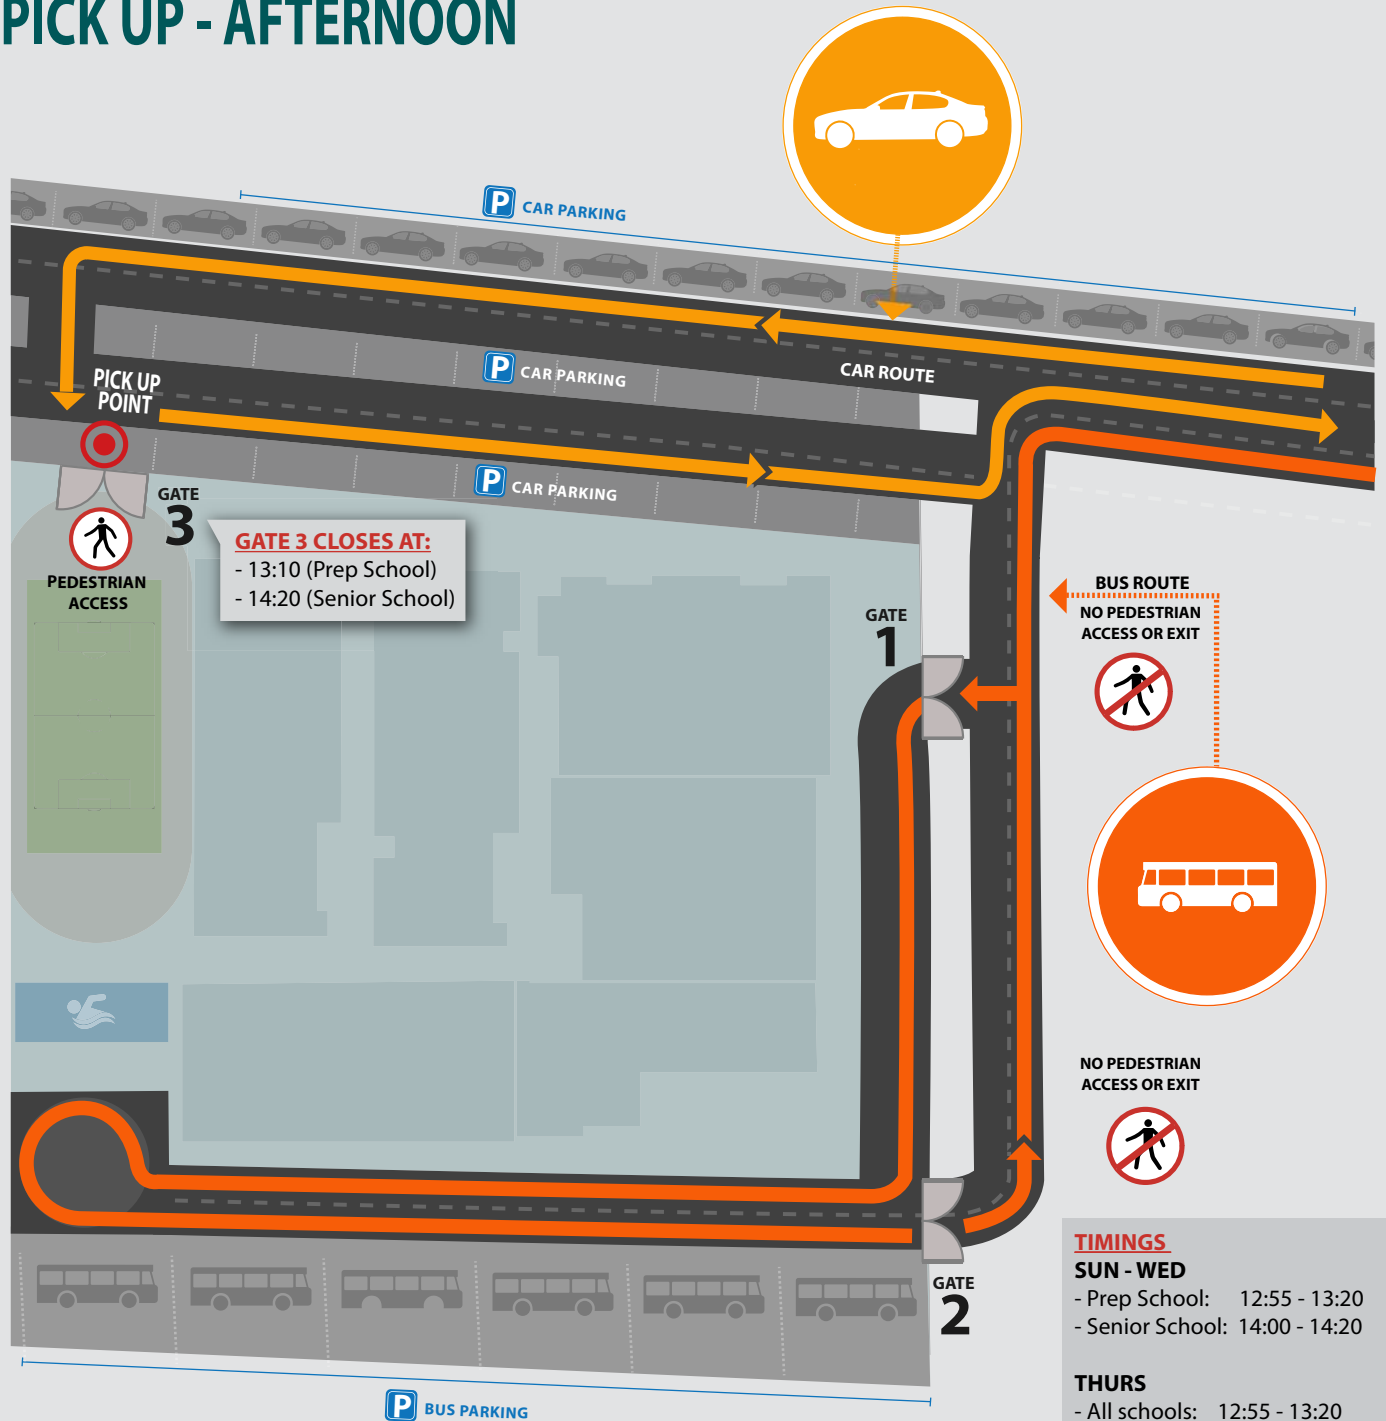 PICK UP - AFTERNOON
P CAR PARKING
P CAR PARKING
CAR ROUTE
PICK UP
POINT
P CAR PARKING
GATE
3
GATE 3 CLOSES AT:
- 13:10 (Prep School)
- 14:20 (Senior School)
PEDESTRIAN
ACCESS
GATE
1
BUS ROUTE
NO PEDESTRIAN
ACCESS OR EXIT
NO PEDESTRIAN
ACCESS OR EXIT
GATE
2
TIMINGS
SUN - WED
- Prep School: 12:55 - 13:20
- Senior School: 14:00 - 14:20
THURS
- All schools: 12:55 - 13:20
P BUS PARKING